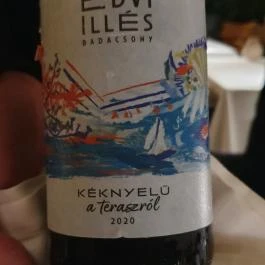 EDVI
ILLÉS
BADACSONY
KÉKNYELŰ
a teraszról
2020